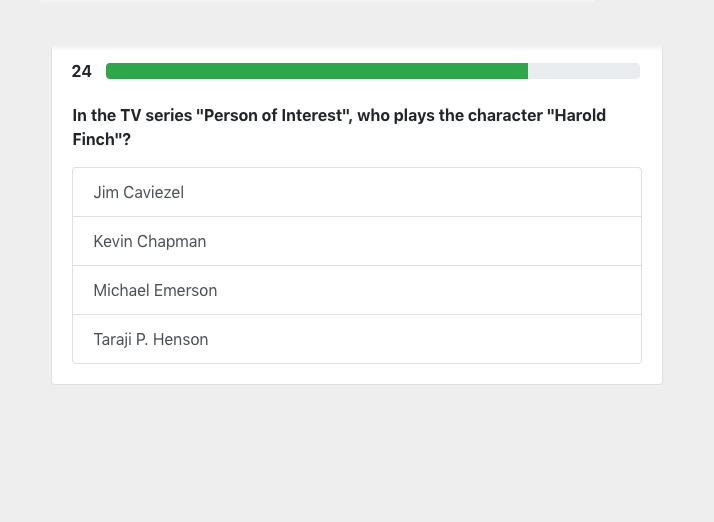 24
In the TV series "Person of Interest", who plays the character "Harold
Finch"?
Jim Caviezel
Kevin Chapman
Michael Emerson
Taraji P. Henson